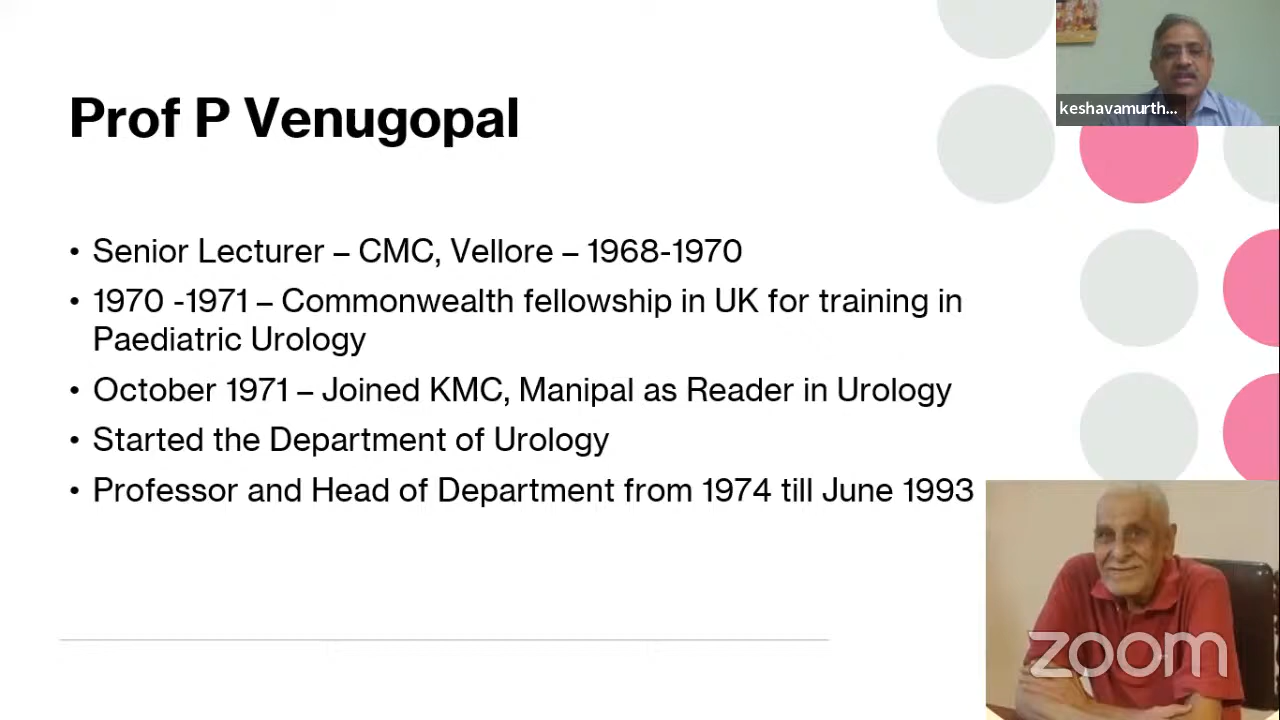 Prof P Venugopal
keshavamurth...
• Senior Lecturer – CMC, Vellore – 1968-1970
• 1970 -1971 – Commonwealth fellowship in UK for training in
Paediatric Urology
• October 1971 – Joined KMC, Manipal as Reader in Urology
• Started the Department of Urology
• Professor and Head of Department from 1974 till June 1993
zoom